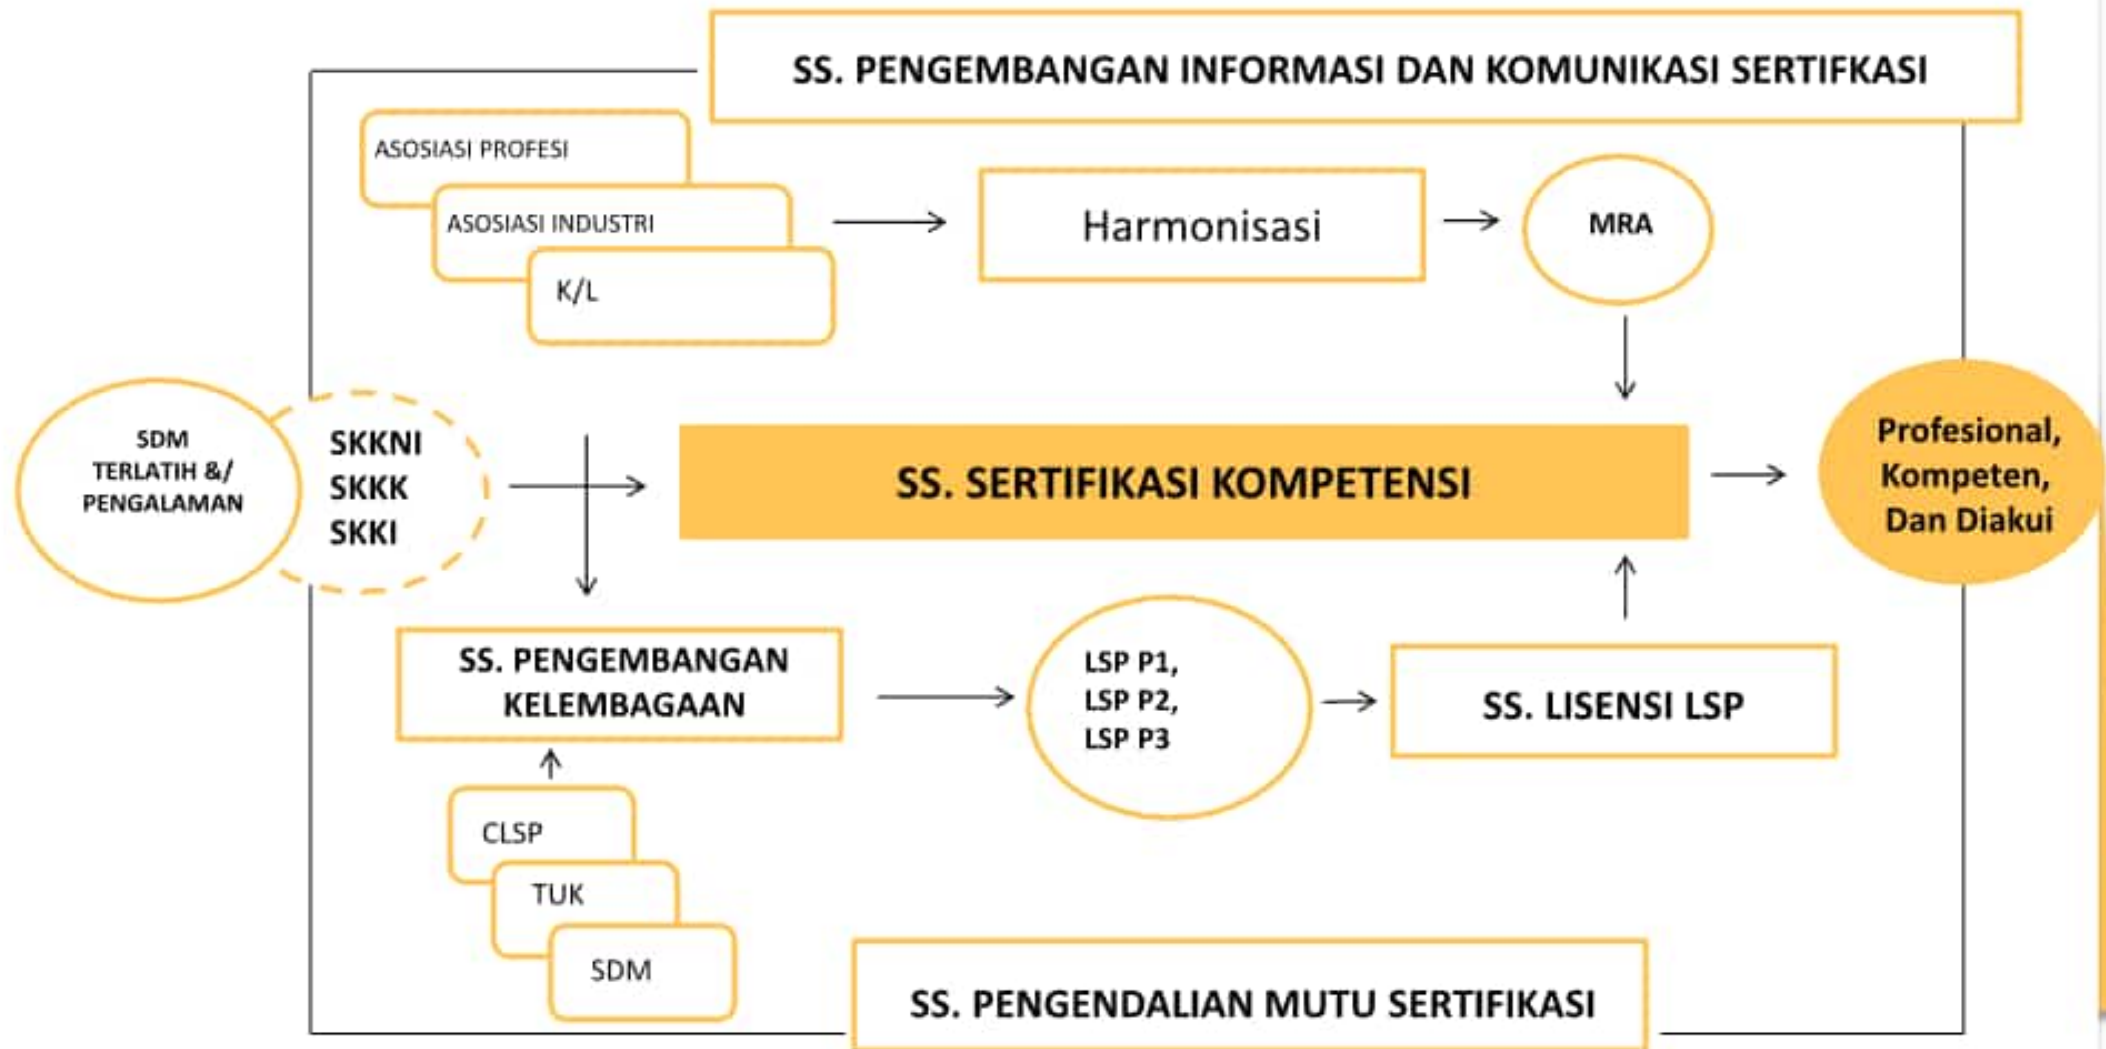 SS. PENGEMBANGAN INFORMASI DAN KOMUNIKASI SERTIFKASI
ASOSIASI PROFESI
ASOSIASI INDUSTRI
K/L
Harmonisasi
MRA
SDM
TERLATIH &/
PENGALAMAN
SKKNI
SKKK
SKKI
SS. SERTIFIKASI KOMPETENSI
Profesional,
Kompeten,
Dan Diakui
SS. PENGEMBANGAN
KELEMBAGAAN
LSP P1,
LSP P2,
LSP P3
SS. LISENSI LSP
CLSP
TUK
SDM
SS. PENGENDALIAN MUTU SERTIFIKASI